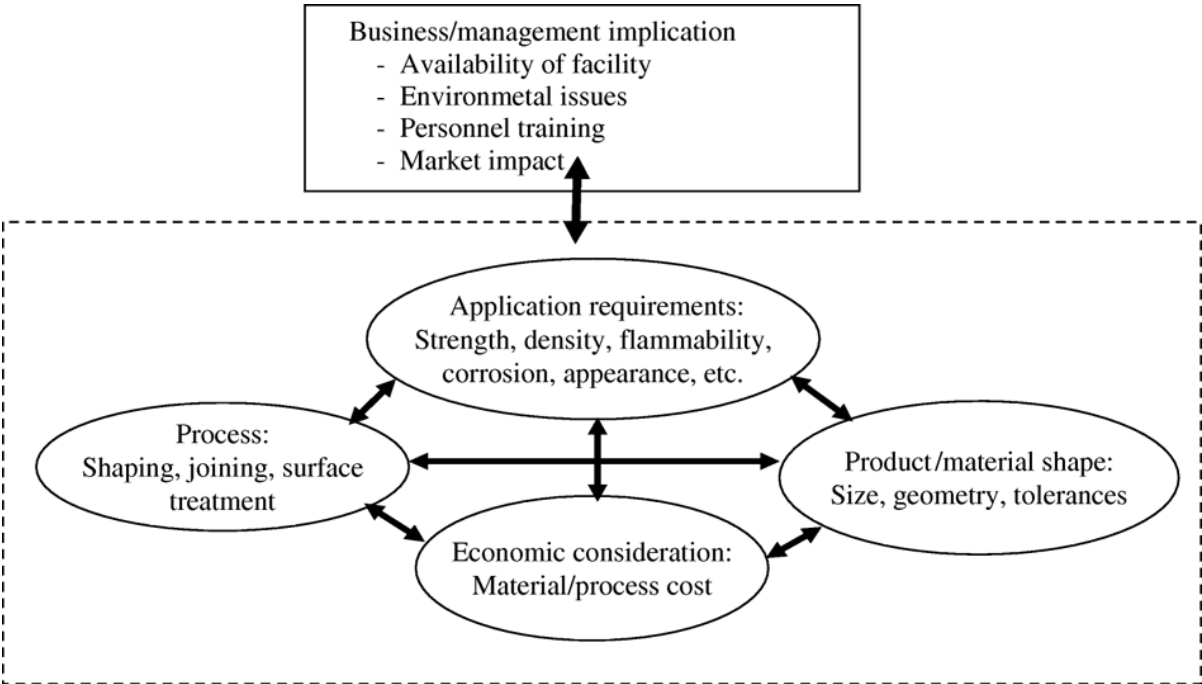 Business/management implication
- Availability of facility
- Environmetal issues
- Personnel training
- Market impact
Application requirements:
Strength, density, flammability,
corrosion, appearance, etc.
Process:
Shaping, joining, surface
treatment
Product/material shape:
Size, geometry, tolerances
Economic consideration:
Material/process cost